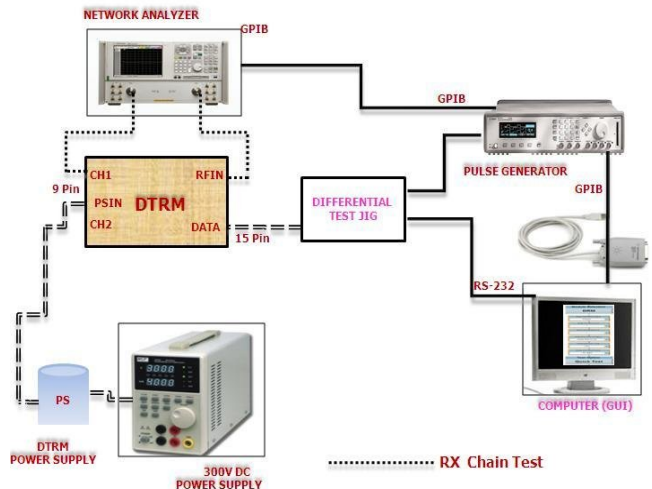 NETWORK ANALYZER
GPIB
GPIB
PULSE GENERATOR
GPIB
CH1
RFIN
9 Pin
PSIN
DTRM
CH2
DATA
15 Pin
DIFFERENTIAL
TEST JIG
RS-232
COMPUTER (GUI)
PS
DTRM
POWER SUPPLY
300V DC
POWER SUPPLY
RX Chain Test